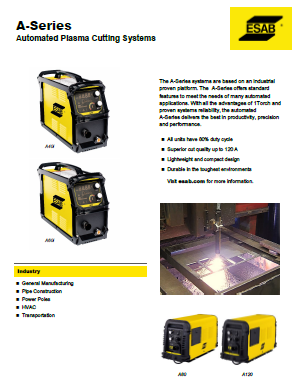 A-Series
Automated Plasma Cutting Systems
ESAB
The A-Series systems are based on an industrial
proven platform. The A-Series offers standard
features to meet the needs of many automated
applications. With all the advantages of 1Torch and
proven systems reliability, the automated
A-Series delivers the best in productivity, precision
and performance.
■ All units have 80% duty cycle
■ Superior cut quality up to 120 A
■ Lightweight and compact design
■ Durable in the toughest environments
Visit esab.com for more information.
Industry
■ General Manufacturing
■ Pipe Construction
■ Power Poles
■ HVAC
■ Transportation
A120